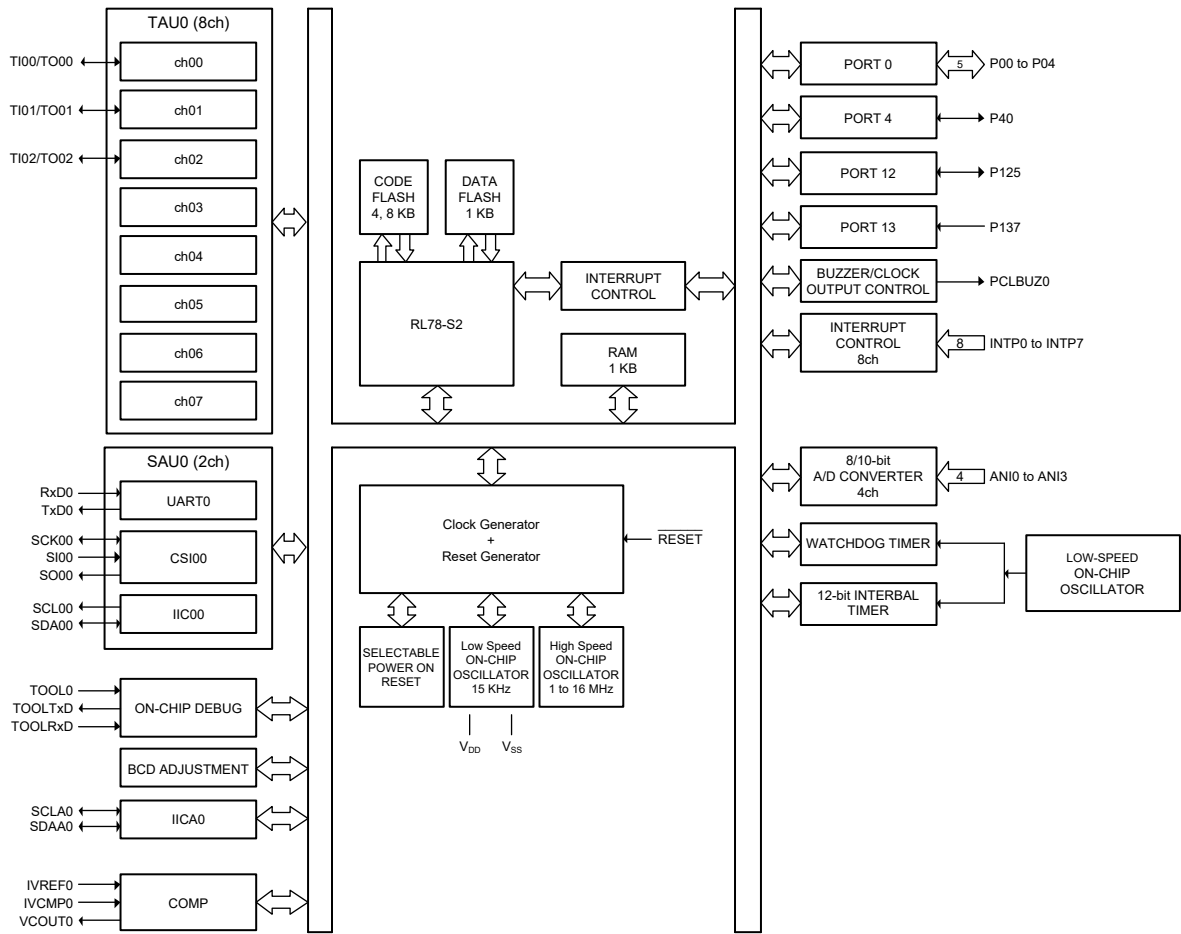 TAU0 (8ch)
TI00/TO00
ch00
TI01/TO01
ch01
TI02/TO02
ch02
ch03
ch04
ch05
ch06
ch07
SAU0 (2ch)
RxD0
TxD0
UART0
SCK00
SI00
SO00
CSI00
SCL00
SDA00
IIC00
TOOL0
TOOLTxD
TOOLRxD
ON-CHIP DEBUG
BCD ADJUSTMENT
SCLA0
SDAA0
IICA0
IVREF0
IVCMP0
VCOUT0
COMP
CODE
FLASH
4, 8 KB
DATA
FLASH
1 KB
RL78-S2
INTERRUPT
CONTROL
RAM
1 KB
Clock Generator
+
Reset Generator
RESET
SELECTABLE
POWER ON
RESET
Low Speed
ON-CHIP
OSCILLATOR
15 KHz
High Speed
ON-CHIP
OSCILLATOR
1 to 16 MHz
VDD
VSS
PORT 0
5
P00 to P04
PORT 4
P40
PORT 12
P125
PORT 13
P137
BUZZER/CLOCK
OUTPUT CONTROL
PCLBUZ0
INTERRUPT
CONTROL
8ch
8
INTP0 to INTP7
8/10-bit
A/D CONVERTER
4ch
4
ANI0 to ANI3
WATCHDOG TIMER
12-bit INTERBAL
TIMER
LOW-SPEED
ON-CHIP
OSCILLATOR